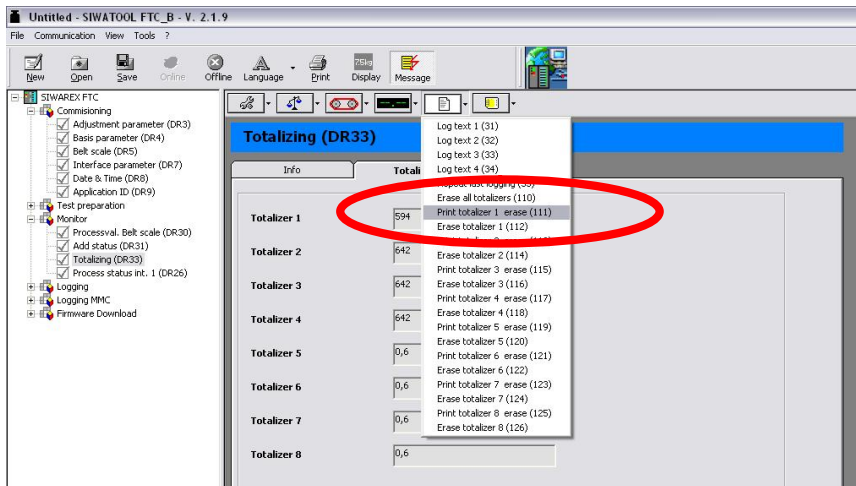 Untitled - SIWATOOL FTC_B - V. 2.1.9
File Communication View Tools ?
New Open Save Online Offline Language Print Display Message
7.5kg
SIWAREX FTC
Commisioning
Adjustment parameter (DR3)
Basis parameter (DR4)
Belt scale (DR5)
Interface parameter (DR7)
Date & Time (DR8)
Application ID (DR9)
Test preparation
Monitor
Processval. Belt scale (DR30)
Add status (DR31)
Totalizing (DR33)
Process status int. 1 (DR26)
Logging
Logging MMC
Firmware Download
Totalizing (DR33)
Info
Totali
Totalizer 1 594
Totalizer 2 642
Totalizer 3 642
Totalizer 4 642
Totalizer 5 0,6
Totalizer 6 0,6
Totalizer 7 0,6
Totalizer 8 0,6
Log text 1 (31)
Log text 2 (32)
Log text 3 (33)
Log text 4 (34)
Repeat last logging (35)
Erase all totalizers (110)
Print totalizer 1 erase (111)
Erase totalizer 1 (112)
Erase totalizer 2 (114)
Print totalizer 3 erase (115)
Erase totalizer 3 (116)
Print totalizer 4 erase (117)
Erase totalizer 4 (118)
Print totalizer 5 erase (119)
Erase totalizer 5 (120)
Print totalizer 6 erase (121)
Erase totalizer 6 (122)
Print totalizer 7 erase (123)
Erase totalizer 7 (124)
Print totalizer 8 erase (125)
Erase totalizer 8 (126)